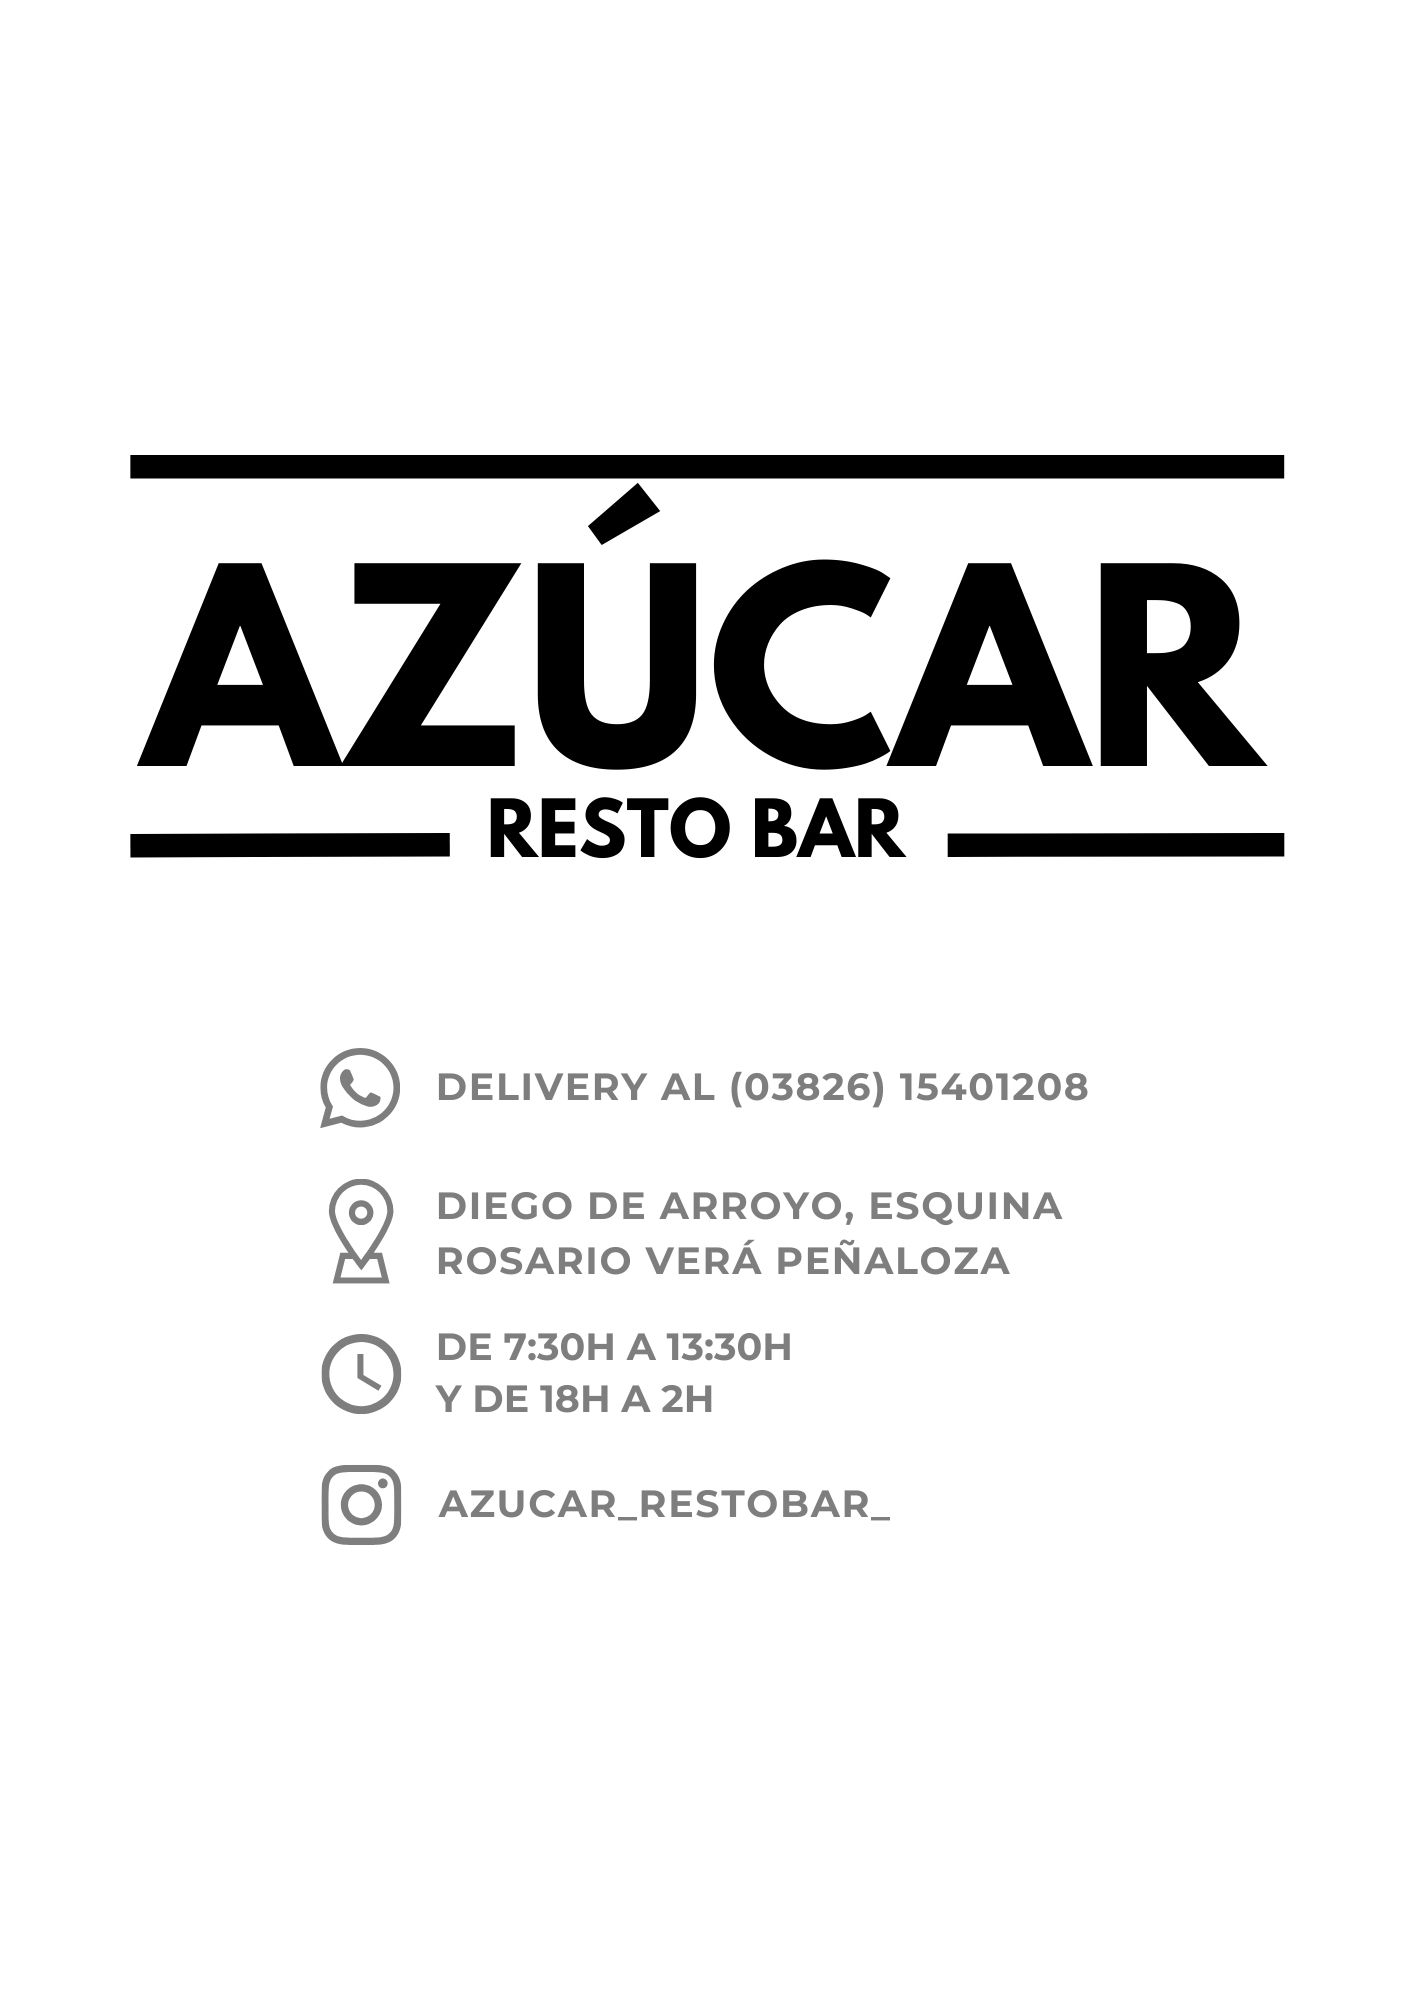 AZÚCAR
RESTO BAR
DELIVERY AL (03826) 15401208
DIEGO DE ARROYO, ESQUINA
ROSARIO VERÁ PEÑALOZA
DE 7:30H A 13:30H
Y DE 18H A 2H
AZUCAR_RESTOBAR_